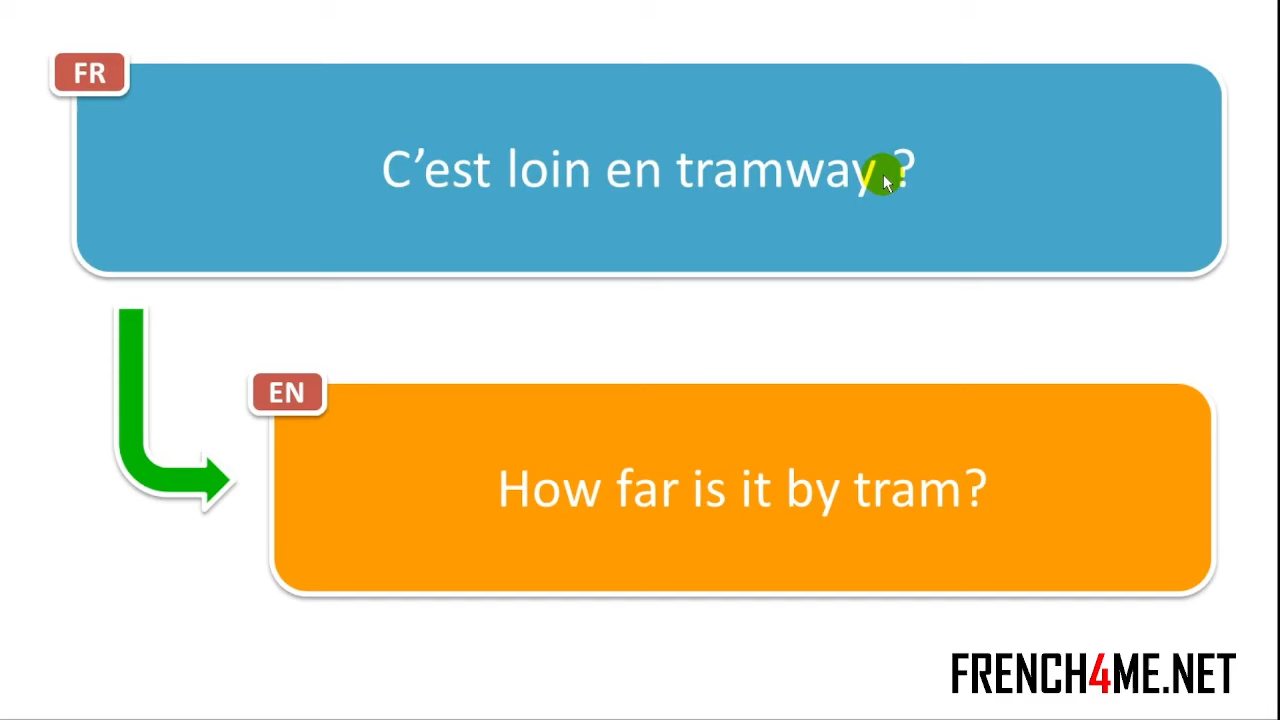 FR
C’est loin en tramway ?
EN
How far is it by tram?
FRENCH4ME.NET